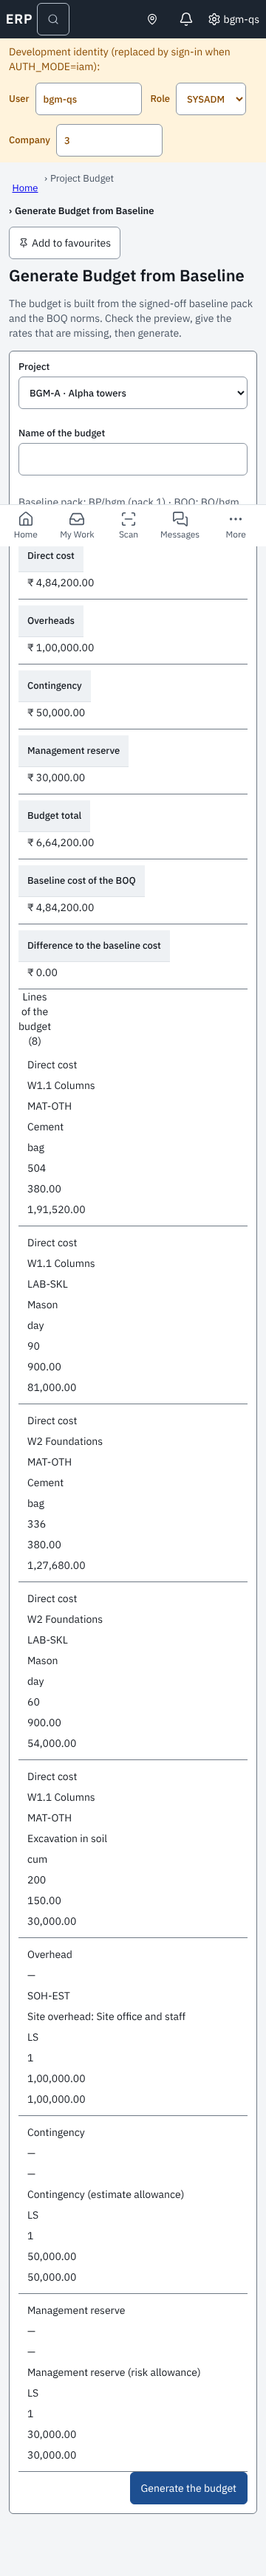 ERP
bgm-qs
Development identity (replaced by sign-in when
AUTH_MODE=iam):
User bgm-qs Role SYSADM
Company 3
Home › Project Budget
› Generate Budget from Baseline
Add to favourites
Generate Budget from Baseline
The budget is built from the signed-off baseline pack
and the BOQ norms. Check the preview, give the
rates that are missing, then generate.
Project
BGM-A · Alpha towers
Name of the budget
Baseline pack: BP/bgm (pack 1) · BOQ: BQ/bgm
Home My Work Scan Messages More
Direct cost
₹ 4,84,200.00
Overheads
₹ 1,00,000.00
Contingency
₹ 50,000.00
Management reserve
₹ 30,000.00
Budget total
₹ 6,64,200.00
Baseline cost of the BOQ
₹ 4,84,200.00
Difference to the baseline cost
₹ 0.00
Lines
of the
budget
(8)
Direct cost
W1.1 Columns
MAT-OTH
Cement
bag
504
380.00
1,91,520.00
Direct cost
W1.1 Columns
LAB-SKL
Mason
day
90
900.00
81,000.00
Direct cost
W2 Foundations
MAT-OTH
Cement
bag
336
380.00
1,27,680.00
Direct cost
W2 Foundations
LAB-SKL
Mason
day
60
900.00
54,000.00
Direct cost
W1.1 Columns
MAT-OTH
Excavation in soil
cum
200
150.00
30,000.00
Overhead
—
SOH-EST
Site overhead: Site office and staff
LS
1
1,00,000.00
1,00,000.00
Contingency
—
—
Contingency (estimate allowance)
LS
1
50,000.00
50,000.00
Management reserve
—
—
Management reserve (risk allowance)
LS
1
30,000.00
30,000.00
Generate the budget